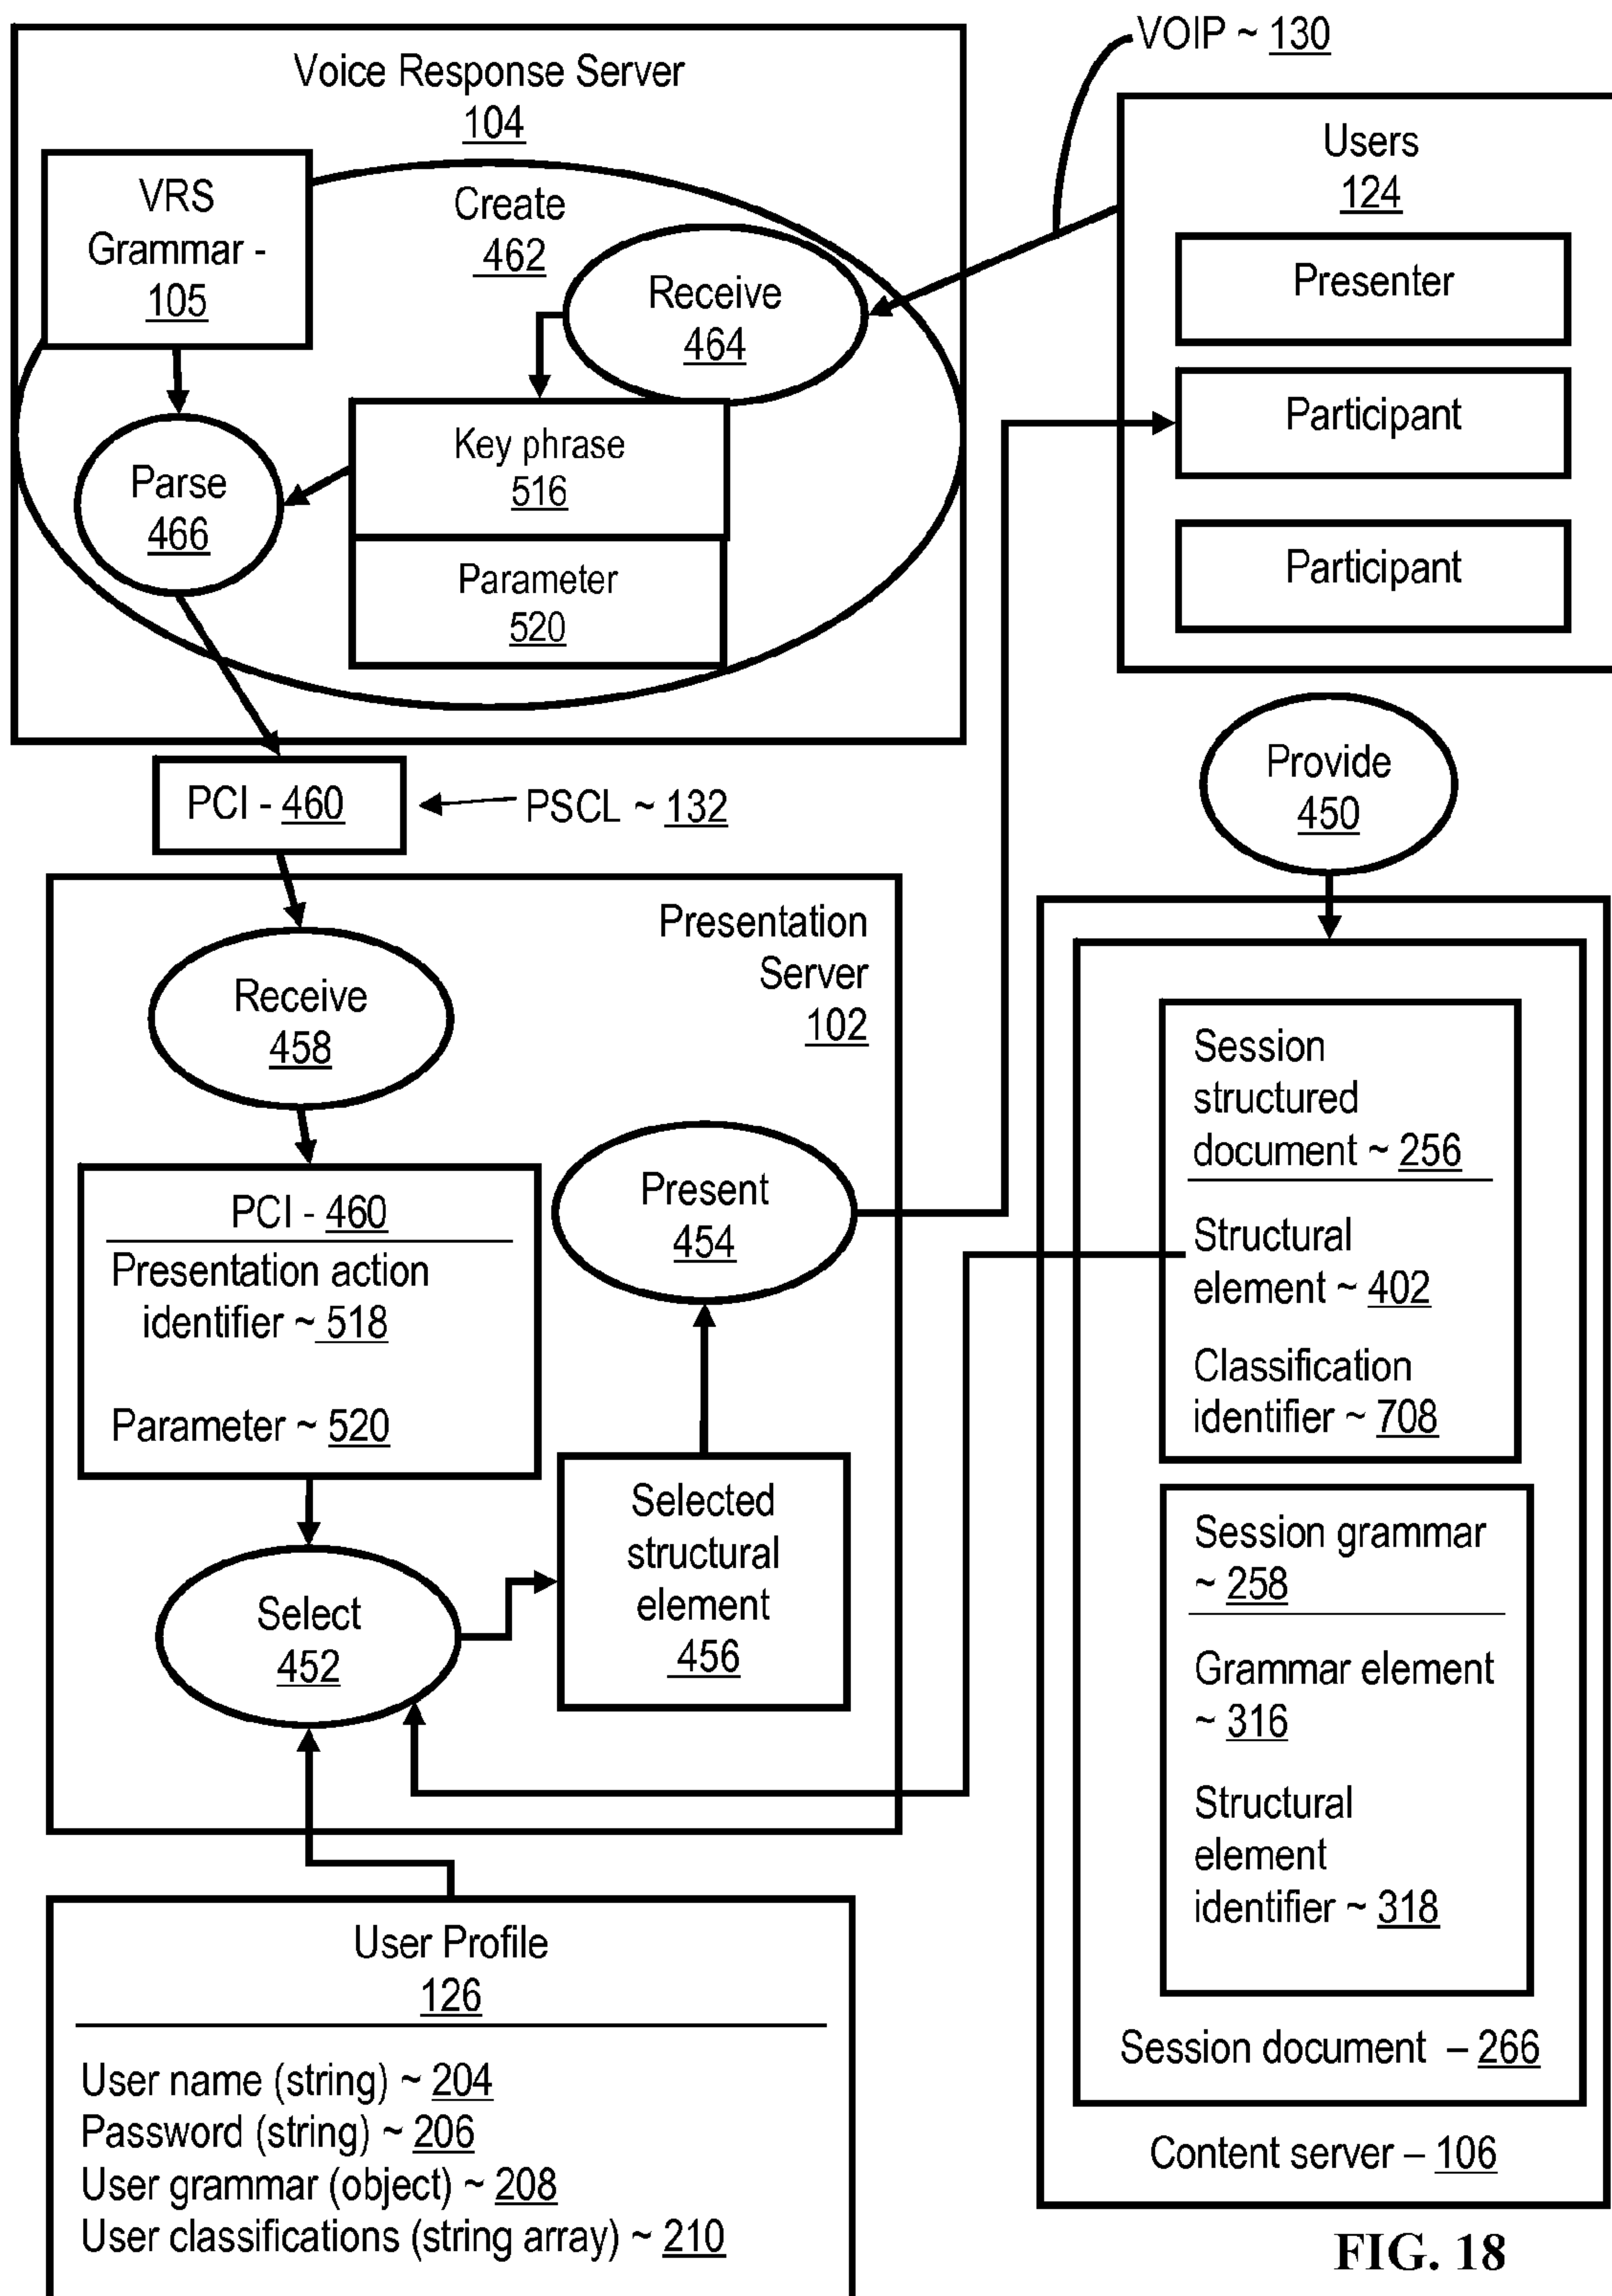 VOIP ~ 130
Voice Response Server
104
VRS
Grammar -
105
Create
462
Receive
464
Key phrase
516
Parameter
520
Parse
466
Users
124
Presenter
Participant
Participant
PCI - 460
PSCL ~ 132
Provide
450
Presentation
Server
102
Receive
458
PCI - 460
Presentation action
identifier ~ 518
Parameter ~ 520
Present
454
Select
452
Selected
structural
element
456
Session
structured
document ~ 256
Structural
element ~ 402
Classification
identifier ~ 708
Session grammar
~ 258
Grammar element
~ 316
Structural
element
identifier ~ 318
Session document – 266
Content server – 106
User Profile
126
User name (string) ~ 204
Password (string) ~ 206
User grammar (object) ~ 208
User classifications (string array) ~ 210
FIG. 18